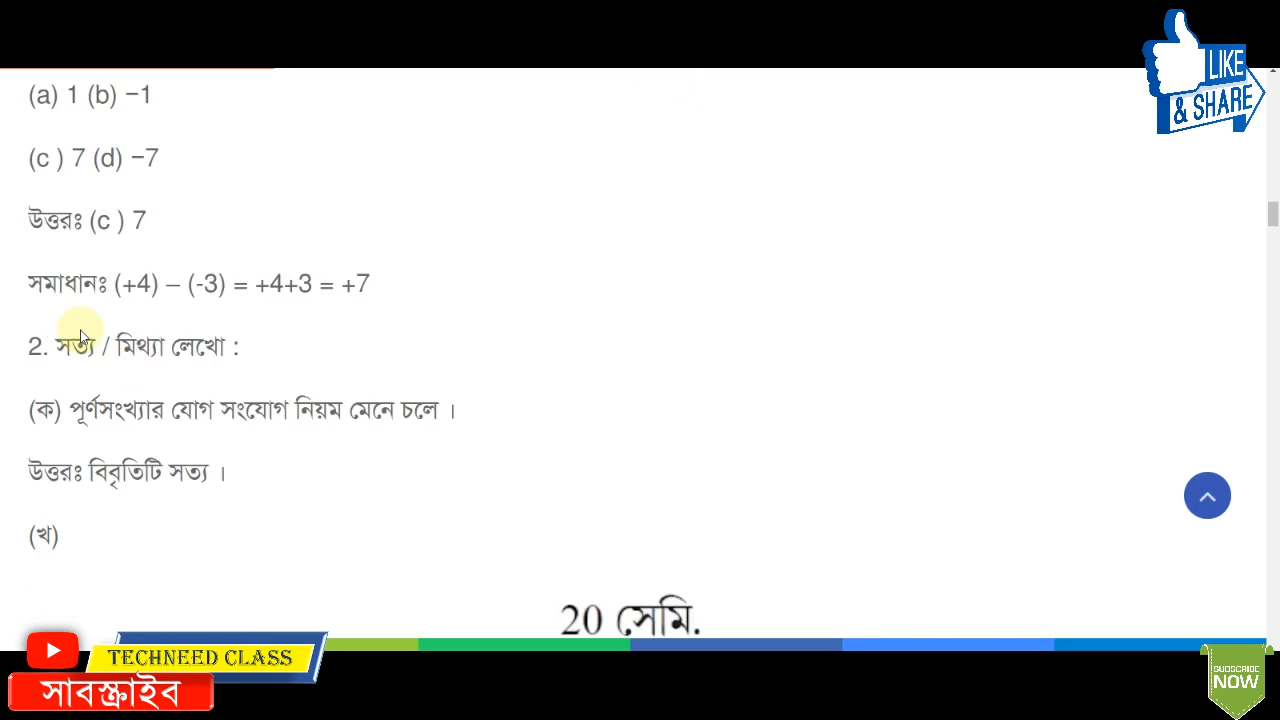 (a) 1 (b) −1
(c ) 7 (d) −7
উত্তরঃ (c ) 7
সমাধানঃ (+4) – (-3) = +4+3 = +7
2. সত্য / মিথ্যা লেখো :
(ক) পূর্ণসংখ্যার যোগ সংযোগ নিয়ম মেনে চলে ।
উত্তরঃ বিবৃতিটি সত্য ।
(খ)
20 সেমি.
LIKE
& SHARE
TECHNEED CLASS
সাবস্ক্রাইব
SUBSCRIBE
NOW